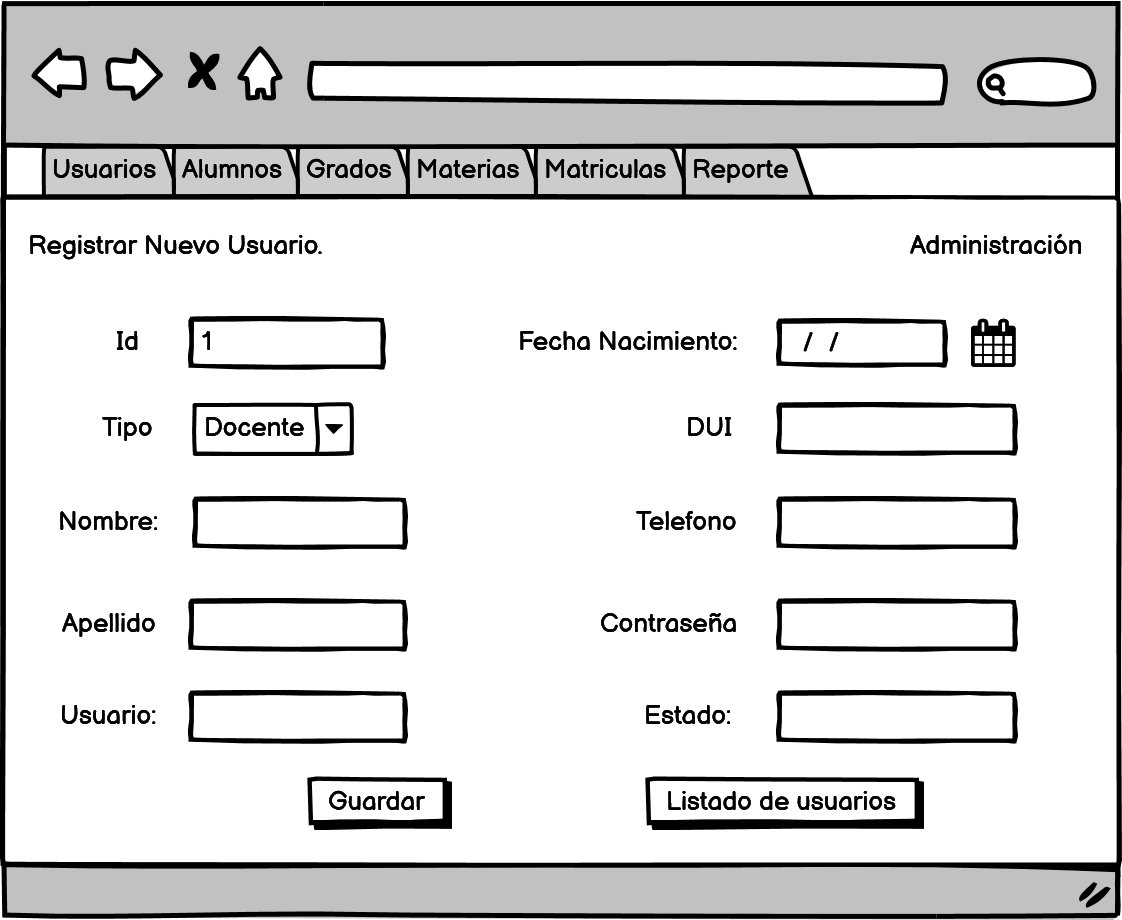 Usuarios Alumnos Grados Materias Matriculas Reporte
Registrar Nuevo Usuario. Administración
Id 1 Fecha Nacimiento: / /
Tipo Docente DUI
Nombre: Telefono
Apellido Contraseña
Usuario: Estado:
Guardar Listado de usuarios